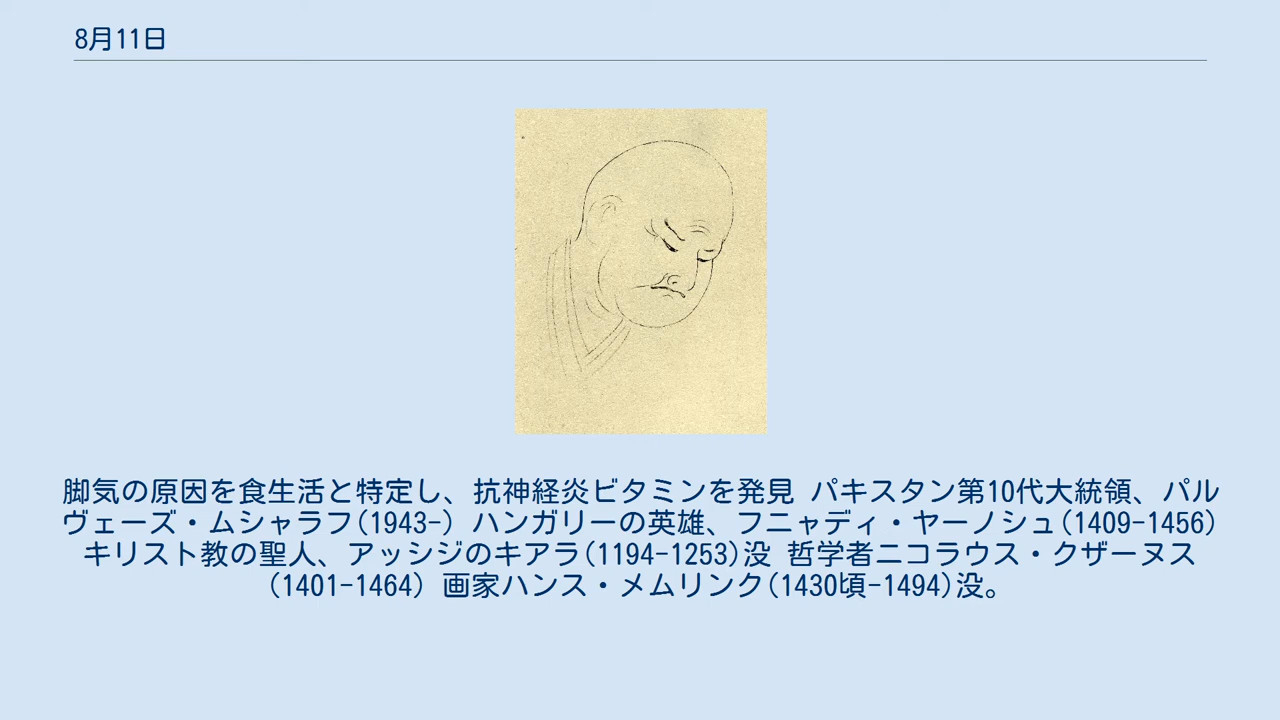 8月11日
脚気の原因を食生活と特定し、抗神経炎ビタミンを発見 パキスタン第10代大統領、パル
ヴェーズ・ムシャラフ(1943-) ハンガリーの英雄、フニャディ・ヤーノシュ(1409-1456)
キリスト教の聖人、アッシジのキアラ(1194-1253)没 哲学者ニコラウス・クザーヌス
(1401-1464) 画家ハンス・メムリンク(1430頃-1494)没。